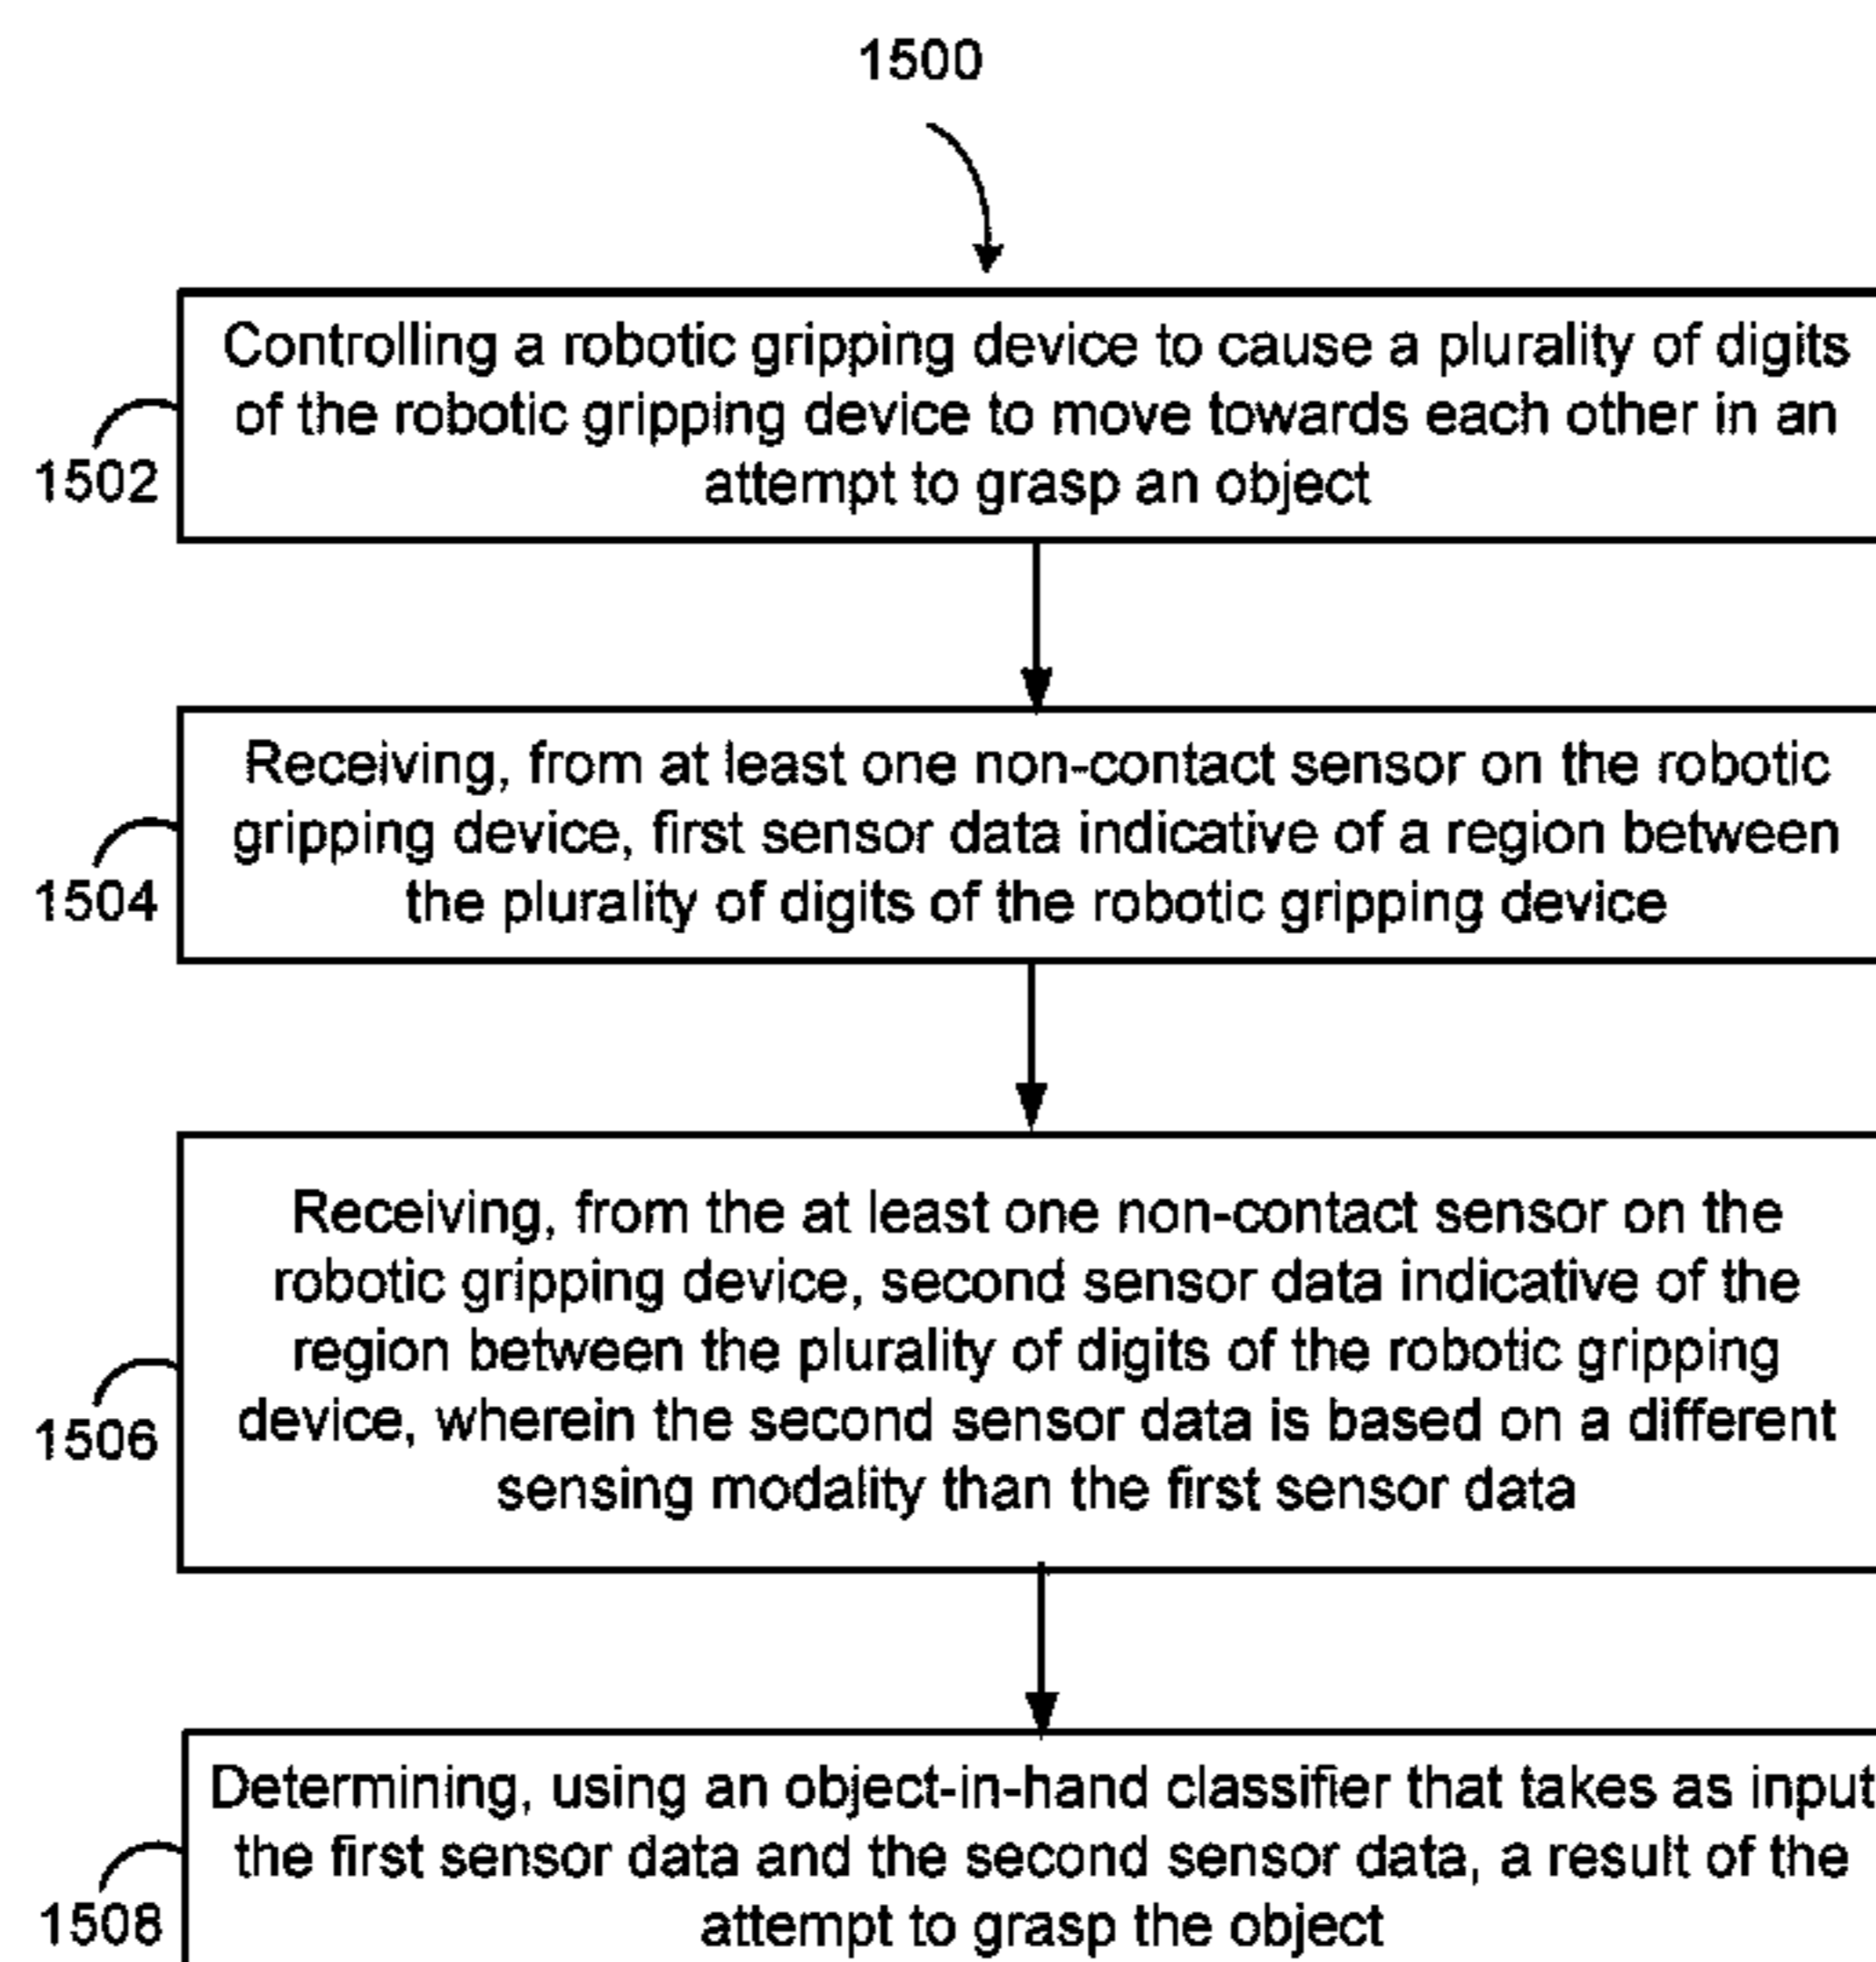 1500
Controlling a robotic gripping device to cause a plurality of digits
of the robotic gripping device to move towards each other in an
attempt to grasp an object
1502
Receiving, from at least one non-contact sensor on the robotic
gripping device, first sensor data indicative of a region between
the plurality of digits of the robotic gripping device
1504
Receiving, from the at least one non-contact sensor on the
robotic gripping device, second sensor data indicative of the
region between the plurality of digits of the robotic gripping
device, wherein the second sensor data is based on a different
sensing modality than the first sensor data
1506
Determining, using an object-in-hand classifier that takes as input
the first sensor data and the second sensor data, a result of the
attempt to grasp the object
1508